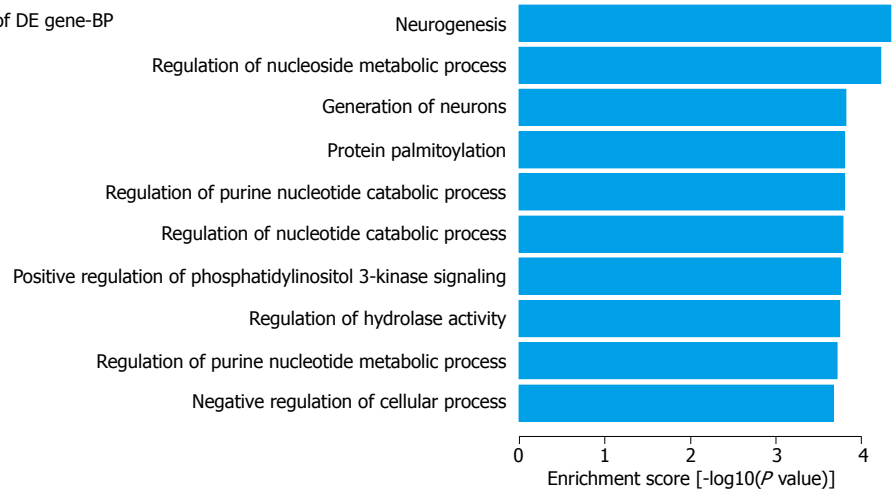 of DE gene-BP
Neurogenesis
Regulation of nucleoside metabolic process
Generation of neurons
Protein palmitoylation
Regulation of purine nucleotide catabolic process
Regulation of nucleotide catabolic process
Positive regulation of phosphatidylinositol 3-kinase signaling
Regulation of hydrolase activity
Regulation of purine nucleotide metabolic process
Negative regulation of cellular process
0 1 2 3 4
Enrichment score [-log10(P value)]